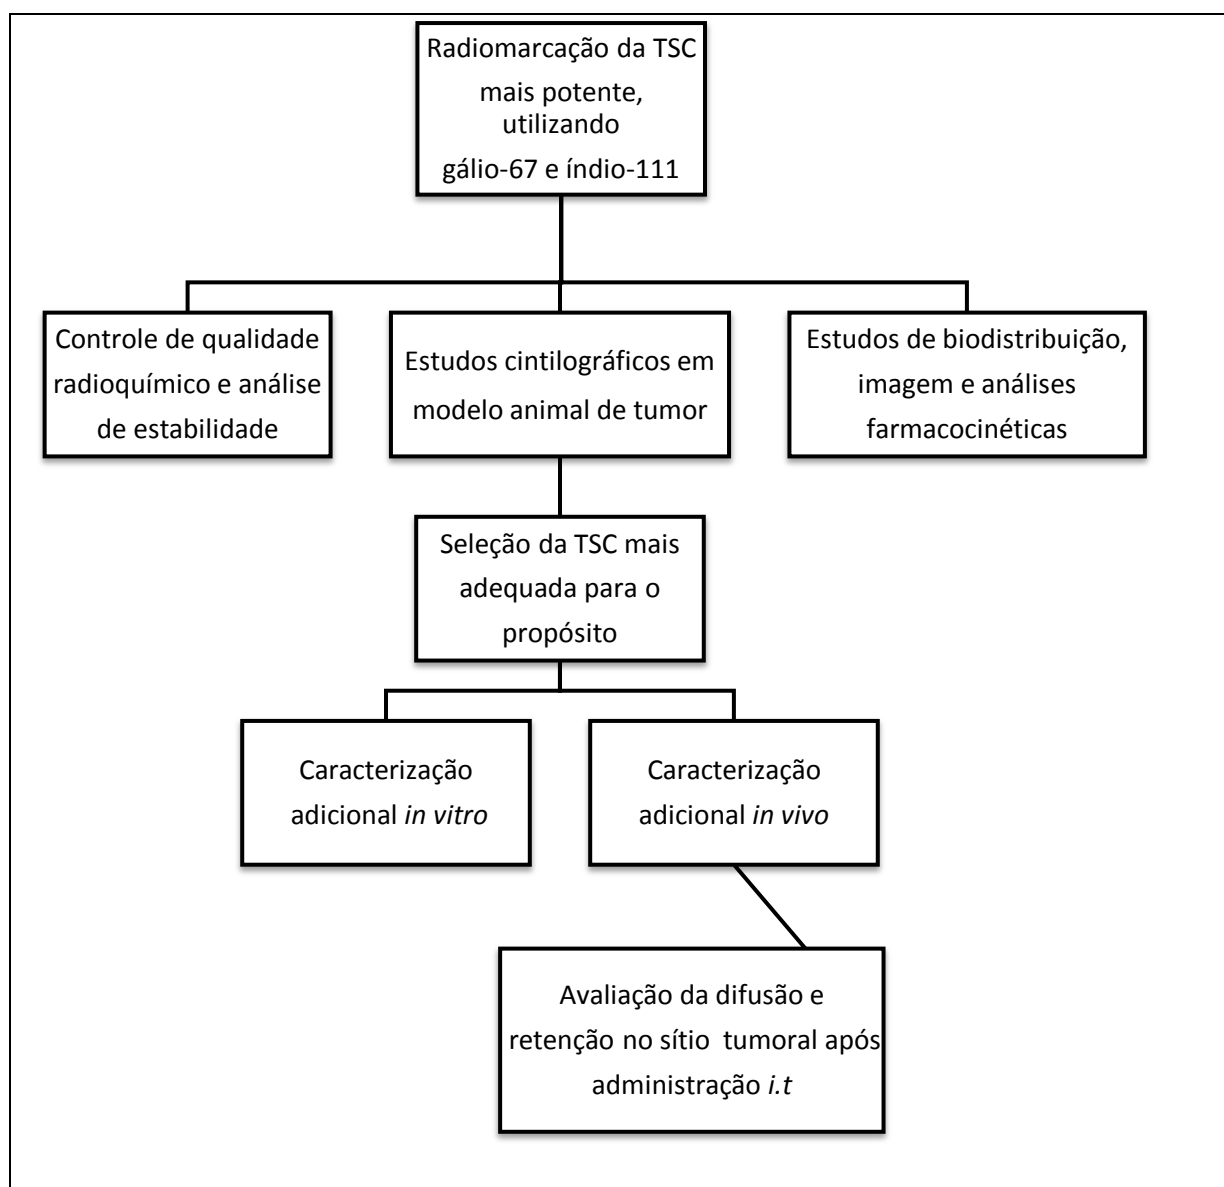 Radiomarcação da TSC
mais potente,
utilizando
gálio-67 e índio-111
Controle de qualidade
radioquímico e análise
de estabilidade
Estudos cintilográficos em
modelo animal de tumor
Estudos de biodistribuição,
imagem e análises
farmacocinéticas
Seleção da TSC mais
adequada para o
propósito
Caracterização
adicional in vitro
Caracterização
adicional in vivo
Avaliação da difusão e
retenção no sítio tumoral após
administração i.t